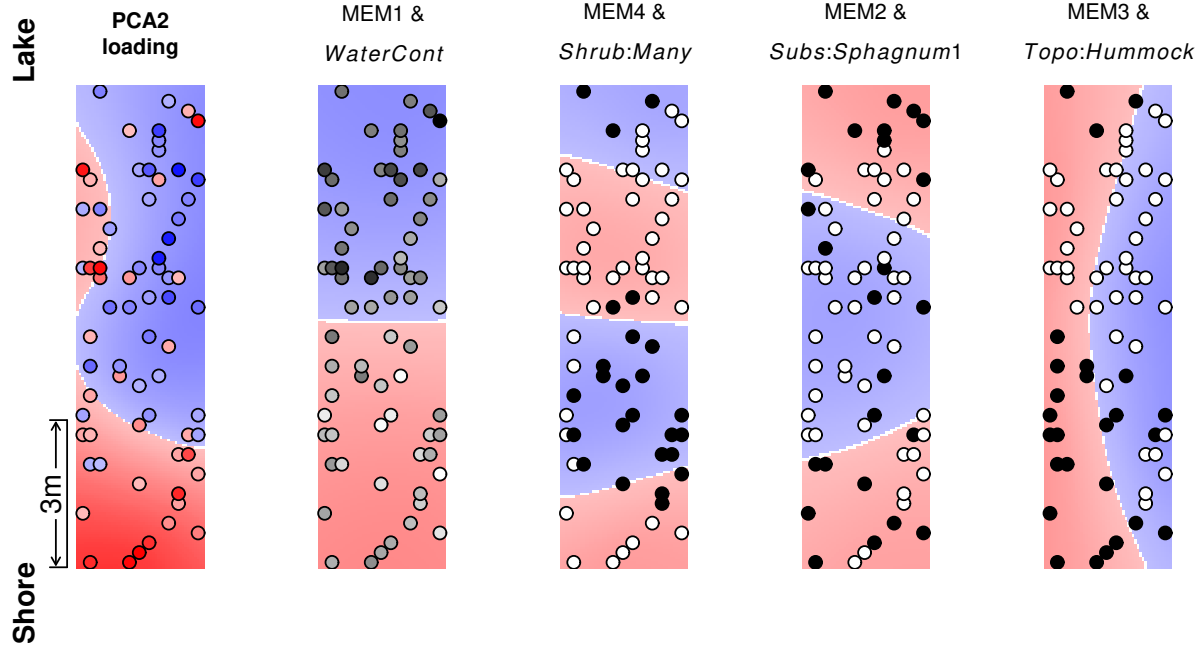 Lake
PCA2
loading
MEM1 &
WaterCont
MEM4 &
Shrub:Many
MEM2 &
Subs:Sphagnum1
MEM3 &
Topo:Hummock
3m
Shore